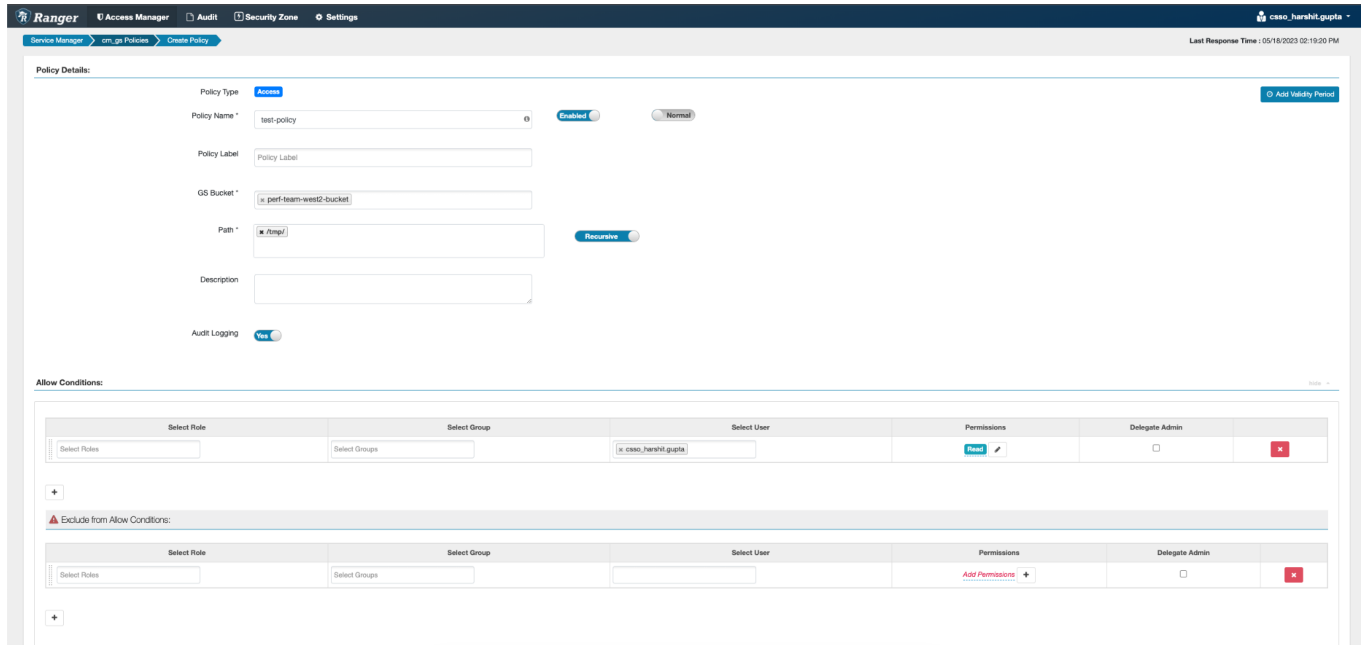 Ranger Access Manager Audit Security Zone Settings csso_harshit.gupta
Service Manager cm_gs Policies Create Policy Last Response Time : 05/18/2023 02:19:20 PM
Policy Details:
Policy Type Access Add Validity Period
Policy Name * test-policy Enabled Normal
Policy Label Policy Label
GS Bucket * × perf-team-west2-bucket
Path * × /tmp/ Recursive
Description
Audit Logging Yes
Allow Conditions: hide
Select Role Select Group Select User Permissions Delegate Admin
Select Roles Select Groups × csso_harshit.gupta Read
+
Exclude from Allow Conditions:
Select Role Select Group Select User Permissions Delegate Admin
Select Roles Select Groups Add Permissions +
+